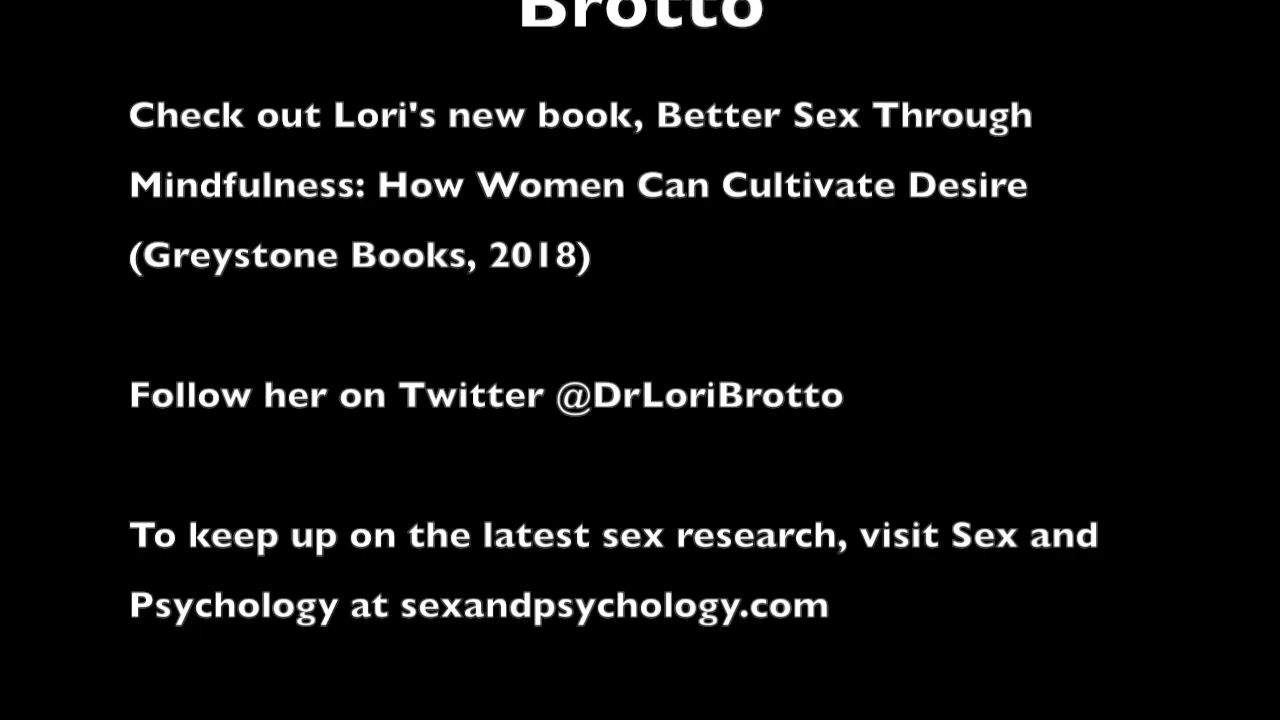 Brotto
Check out Lori's new book, Better Sex Through
Mindfulness: How Women Can Cultivate Desire
(Greystone Books, 2018)
Follow her on Twitter @DrLoriBrotto
To keep up on the latest sex research, visit Sex and
Psychology at sexandpsychology.com